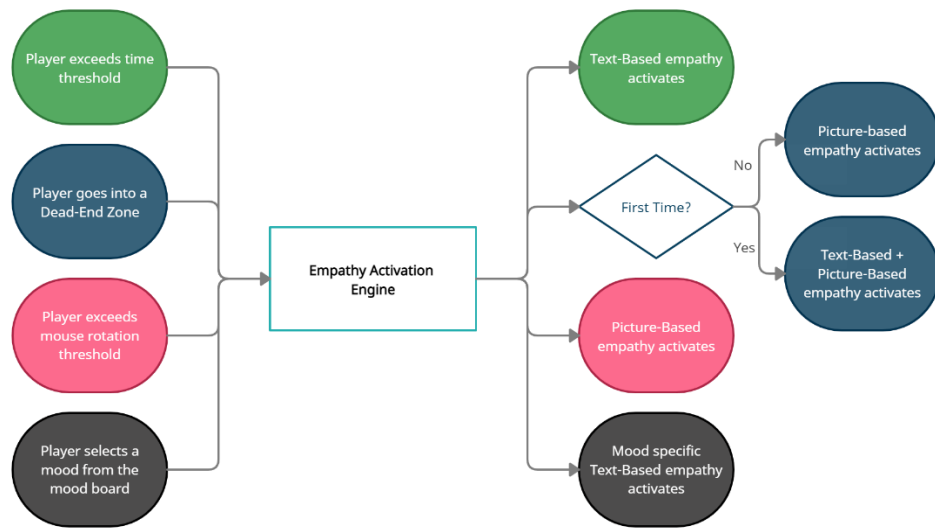 Player exceeds time
threshold
Player goes into a
Dead-End Zone
Player exceeds
mouse rotation
threshold
Player selects a
mood from the
mood board
Empathy Activation
Engine
Text-Based empathy
activates
First Time?
No
Yes
Picture-based
empathy activates
Text-Based +
Picture-Based
empathy activates
Picture-Based
empathy activates
Mood specific
Text-Based empathy
activates